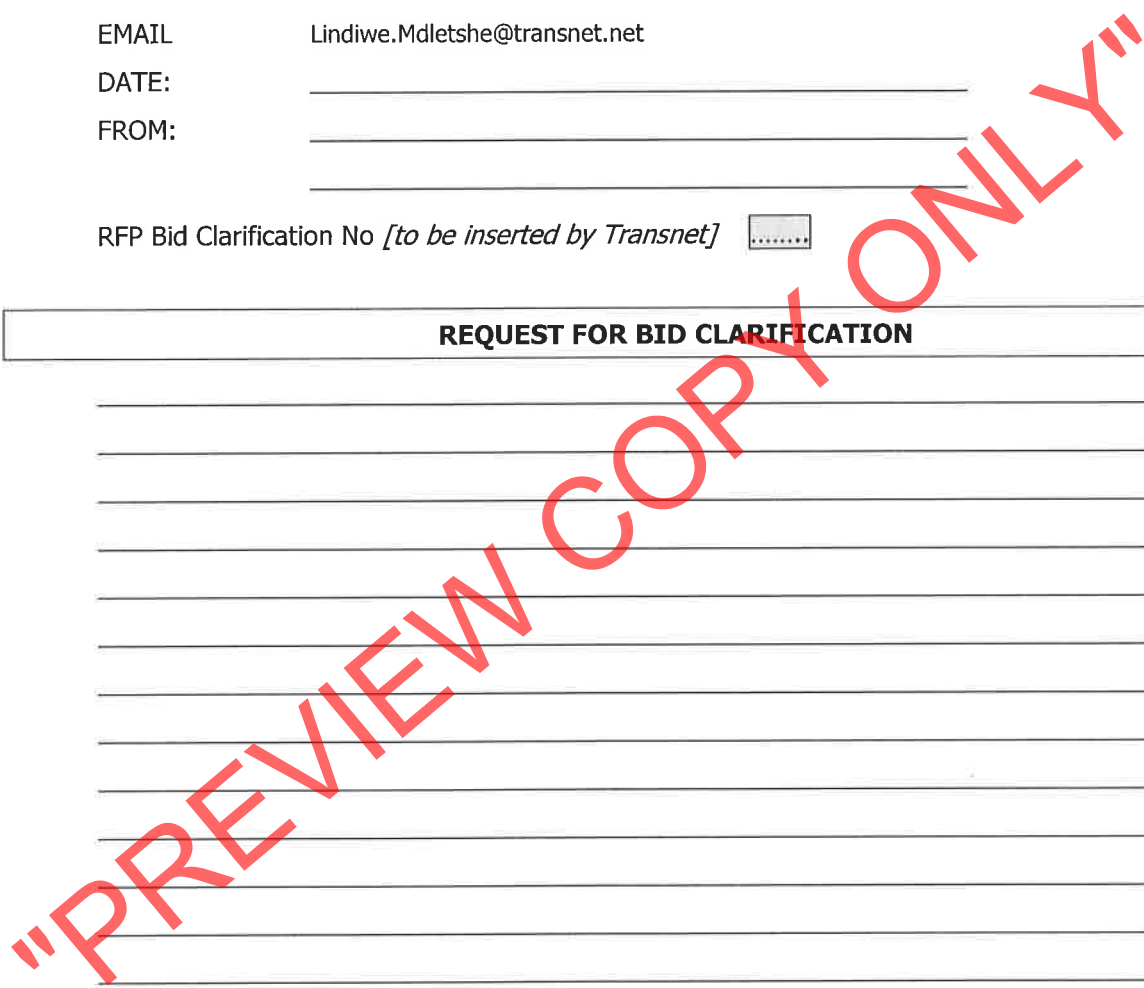 EMAIL Lindiwe.Mdletshe@transnet.net
DATE:
FROM:
RFP Bid Clarification No [to be inserted by Transnet] ........
REQUEST FOR BID CLARIFICATION
"PREVIEW COPY ONLY"